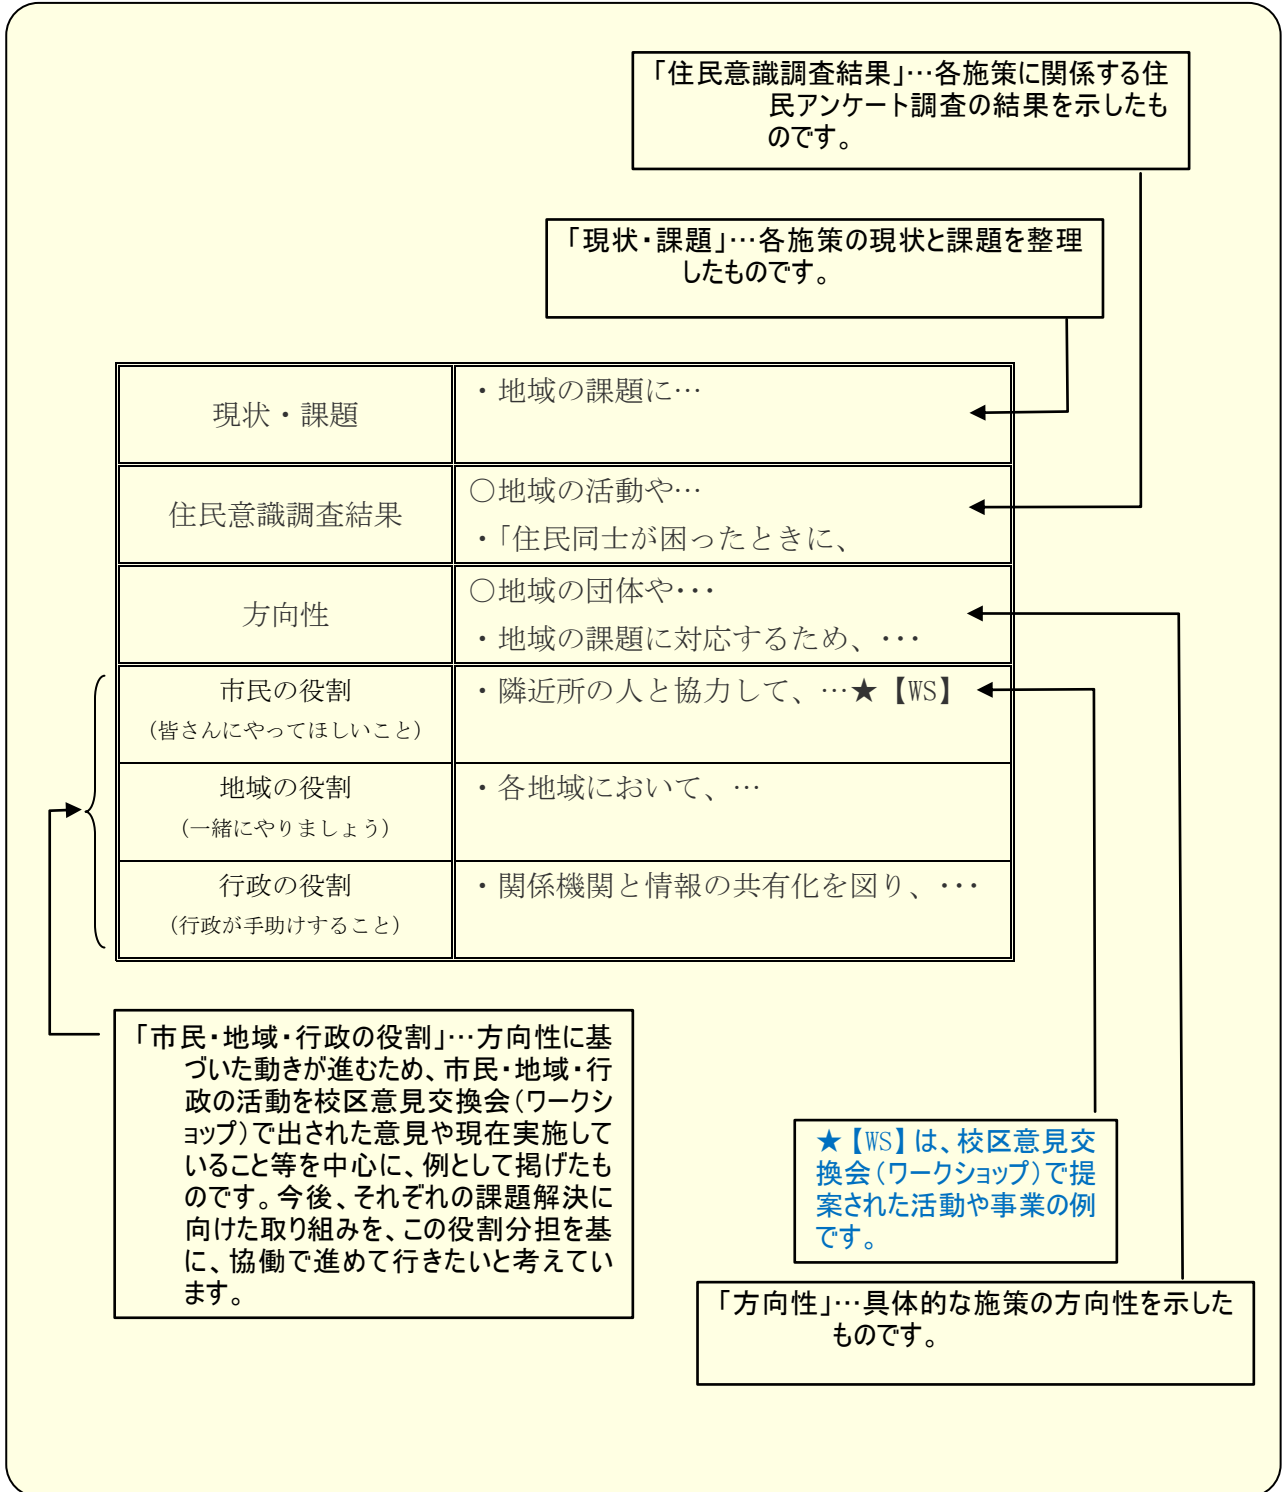 「住民意識調査結果」…各施策に関係する住
民アンケート調査の結果を示したも
のです。
「現状・課題」…各施策の現状と課題を整理
したものです。
現状・課題
・地域の課題に…
住民意識調査結果
○地域の活動や…
・「住民同士が困ったときに、
方向性
○地域の団体や・・・
・地域の課題に対応するため、・・・
市民の役割
(皆さんにやってほしいこと)
・隣近所の人と協力して、…★【WS】
地域の役割
(一緒にやりましょう)
・各地域において、…
行政の役割
(行政が手助けすること)
・関係機関と情報の共有化を図り、・・・
「市民・地域・行政の役割」…方向性に基
づいた動きが進むため、市民・地域・行
政の活動を校区意見交換会(ワークシ
ョップ)で出された意見や現在実施して
いること等を中心に、例として掲げたも
のです。今後、それぞれの課題解決に
向けた取り組みを、この役割分担を基
に、協働で進めて行きたいと考えてい
ます。
★【WS】は、校区意見交
換会(ワークショップ)で提
案された活動や事業の例
です。
「方向性」…具体的な施策の方向性を示した
ものです。